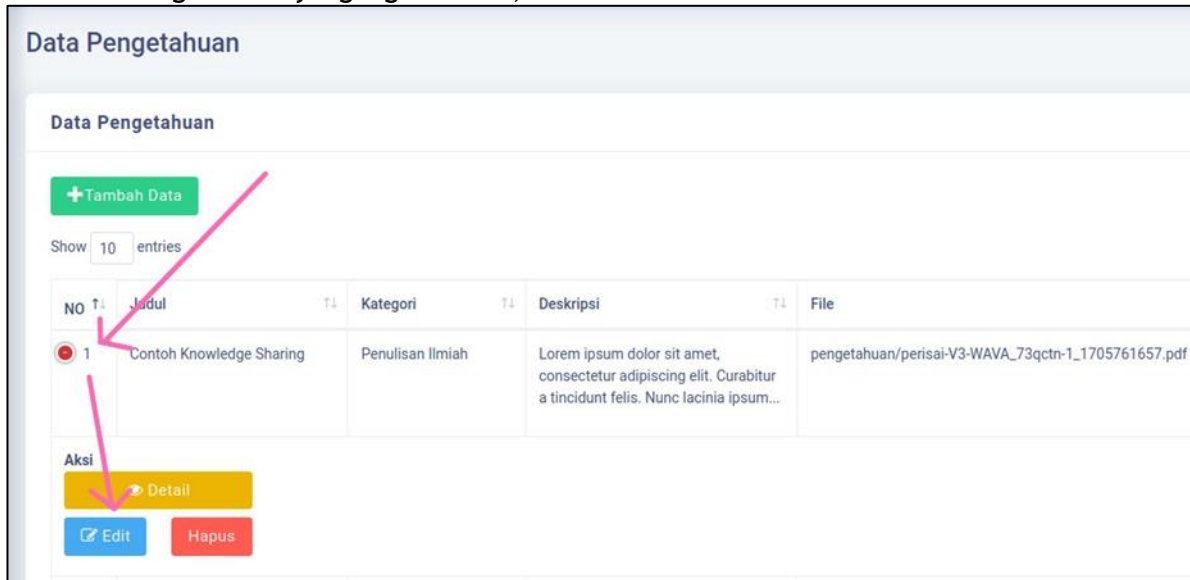 Data Pengetahuan
Data Pengetahuan
Tambah Data
Show 10 entries
NO Judul Kategori Deskripsi File
1 Contoh Knowledge Sharing Penulisan Ilmiah Lorem ipsum dolor sit amet, pengetahuan/perisai-V3-WAVA_73qctn-1_1705761657.pdf
consectetur adipiscing elit. Curabitur
a tincidunt felis. Nunc lacinia ipsum...
Aksi
Detail
Edit Hapus